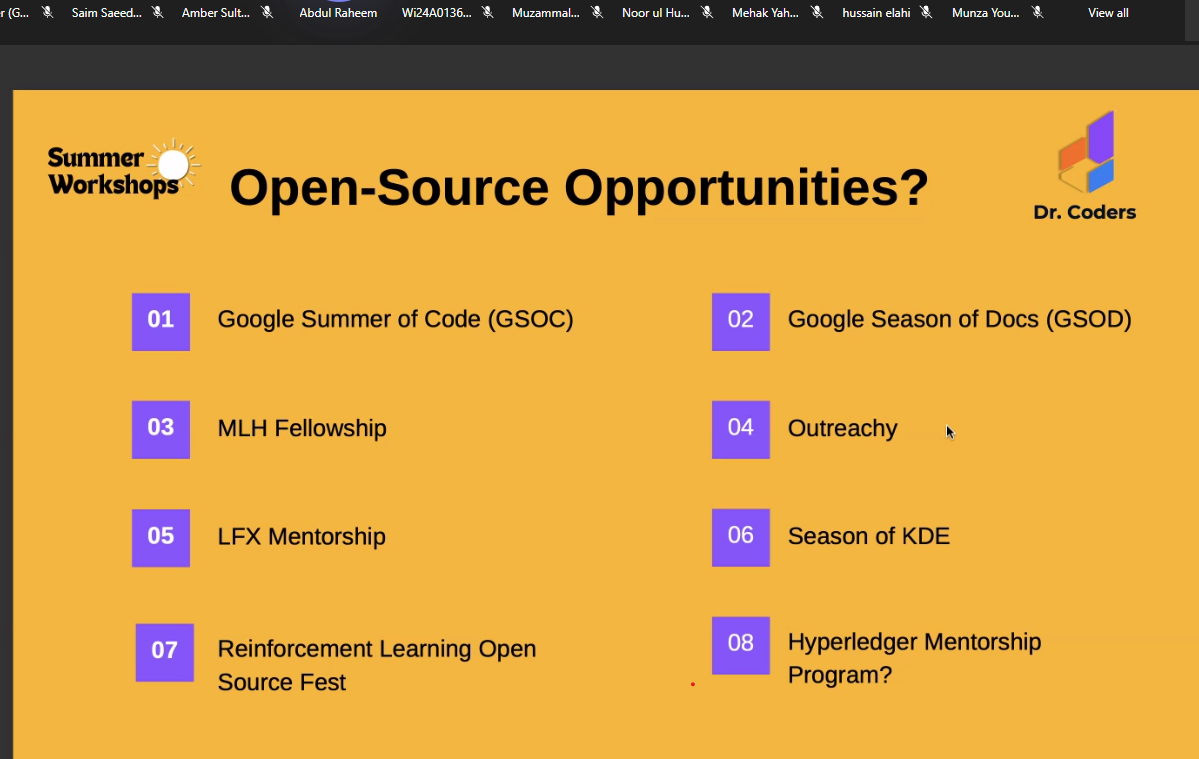 r (G... Saim Saeed... Amber Sult... Abdul Raheem Wi24A0136... Muzammal... Noor ul Hu... Mehak Yah... hussain elahi Munza You... View all
Summer
Workshops
Open-Source Opportunities?
Dr. Coders
01 Google Summer of Code (GSOC)
02 Google Season of Docs (GSOD)
03 MLH Fellowship
04 Outreachy
05 LFX Mentorship
06 Season of KDE
07 Reinforcement Learning Open
Source Fest
08 Hyperledger Mentorship
Program?